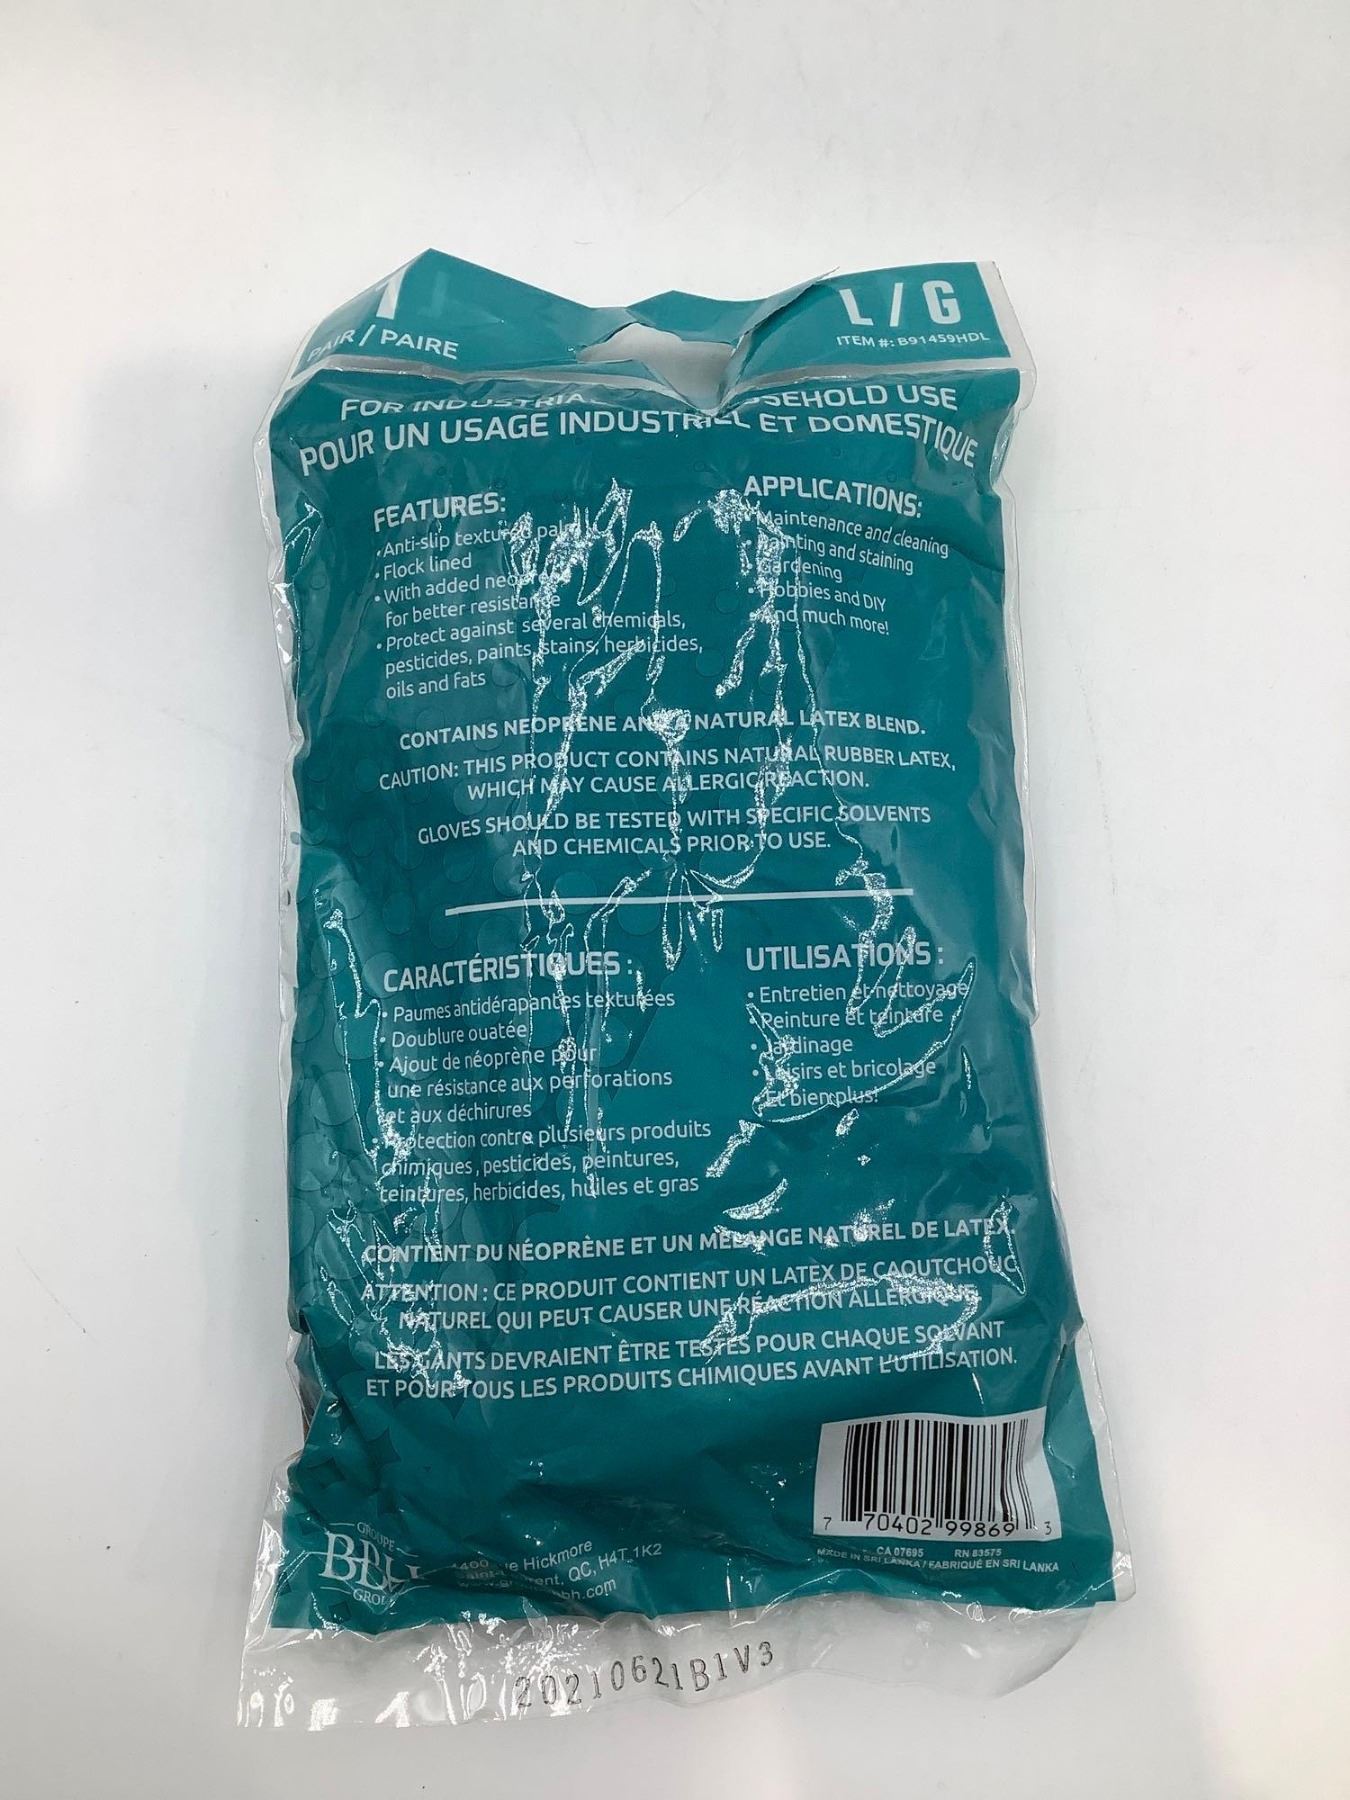 1
PAIR / PAIRE
L / G
ITEM #: B91459HDL
FOR INDUSTRIAL HOUSEHOLD USE
POUR UN USAGE INDUSTRIEL ET DOMESTIQUE
FEATURES:
• Anti-slip textured palm
• Flock lined
• With added neoprene
for better resistance
• Protect against several chemicals,
pesticides, paints, stains, herbicides,
oils and fats
APPLICATIONS:
• Maintenance and cleaning
• Painting and staining
• Gardening
• Hobbies and DIY
• And much more!
CONTAINS NEOPRENE AND A NATURAL LATEX BLEND.
CAUTION: THIS PRODUCT CONTAINS NATURAL RUBBER LATEX,
WHICH MAY CAUSE ALLERGIC REACTION.
GLOVES SHOULD BE TESTED WITH SPECIFIC SOLVENTS
AND CHEMICALS PRIOR TO USE.
CARACTÉRISTIQUES :
• Paumes antidérapantes texturées
• Doublure ouatée
• Ajout de néoprène pour
une résistance aux perforations
et aux déchirures
• Protection contre plusieurs produits
chimiques, pesticides, peintures,
teintures, herbicides, huiles et gras
UTILISATIONS :
• Entretien et nettoyage
• Peinture et teinture
• Jardinage
• Loisirs et bricolage
• Et bien plus!
CONTIENT DU NÉOPRÈNE ET UN MÉLANGE NATUREL DE LATEX.
ATTENTION : CE PRODUIT CONTIENT UN LATEX DE CAOUTCHOUC
NATUREL QUI PEUT CAUSER UNE RÉACTION ALLERGIQUE.
LES GANTS DEVRAIENT ÊTRE TESTÉS POUR CHAQUE SOLVANT
ET POUR TOUS LES PRODUITS CHIMIQUES AVANT L'UTILISATION.
GROUPE
BBH
GROUP
Hickmore
QC, H4T 1K2
7 70402 99869 3
CA 07695 RN 83575
MADE IN SRI LANKA / FABRIQUÉ EN SRI LANKA
20210621B1V3